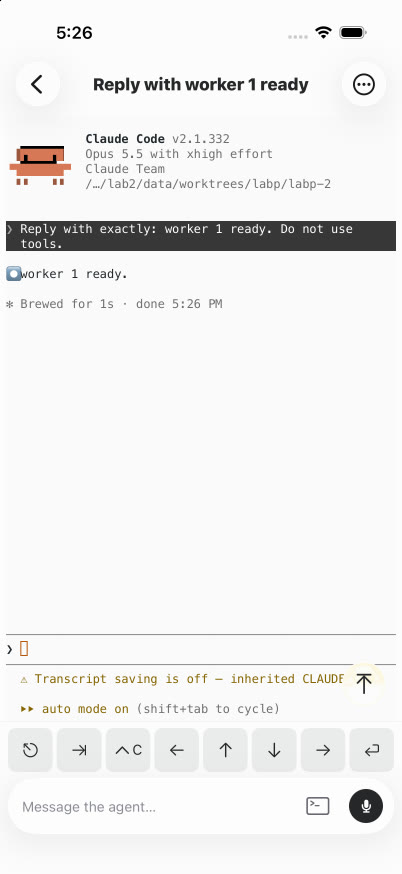 5:26
Reply with worker 1 ready
Claude Code v2.1.332
Opus 5.5 with xhigh effort
Claude Team
/…/lab2/data/worktrees/labp/labp-2
❯ Reply with exactly: worker 1 ready. Do not use
tools.
worker 1 ready.
✻ Brewed for 1s · done 5:26 PM
❯
⚠ Transcript saving is off — inherited CLAUDE
⏵⏵ auto mode on (shift+tab to cycle)
^C
Message the agent...